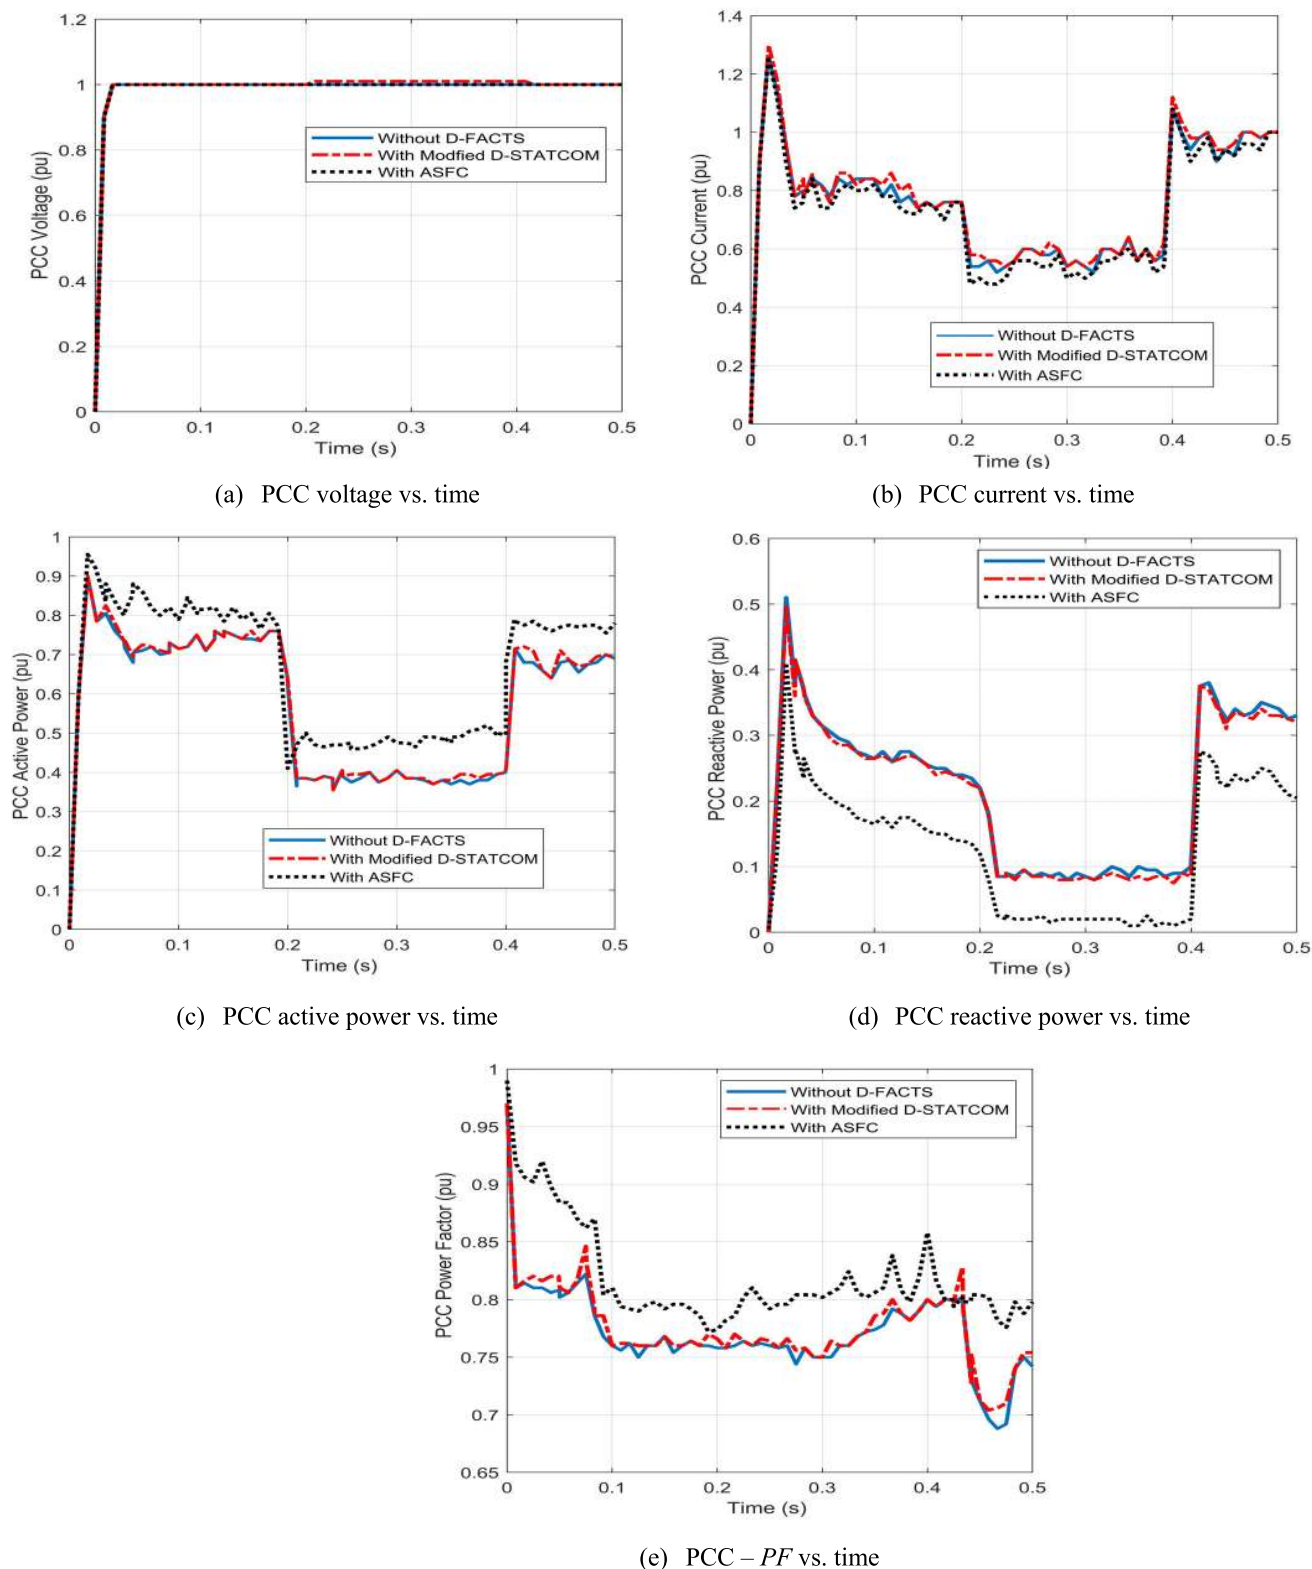 1.2
1
0.8
0.6
0.4
0.2
0
PCC Voltage (pu)
Without D-FACTS
With Modfied D-STATCOM
With ASFC
0 0.1 0.2 0.3 0.4 0.5
Time (s)
(a) PCC voltage vs. time
1.4
1.2
1
0.8
0.6
0.4
0.2
0
PCC Current (pu)
Without D-FACTS
With Modified D-STATCOM
With ASFC
0 0.1 0.2 0.3 0.4 0.5
Time (s)
(b) PCC current vs. time
1
0.9
0.8
0.7
0.6
0.5
0.4
0.3
0.2
0.1
0
PCC Active Power (pu)
Without D-FACTS
With Modified D-STATCOM
With ASFC
0 0.1 0.2 0.3 0.4 0.5
Time (s)
(c) PCC active power vs. time
0.6
0.5
0.4
0.3
0.2
0.1
0
PCC Reactive Power (pu)
Without D-FACTS
With Modified D-STATCOM
With ASFC
0 0.1 0.2 0.3 0.4 0.5
Time (s)
(d) PCC reactive power vs. time
1
0.95
0.9
0.85
0.8
0.75
0.7
0.65
PCC Power Factor (pu)
Without D-FACTS
With Modified D-STATCOM
With ASFC
0 0.1 0.2 0.3 0.4 0.5
Time (s)
(e) PCC – PF vs. time